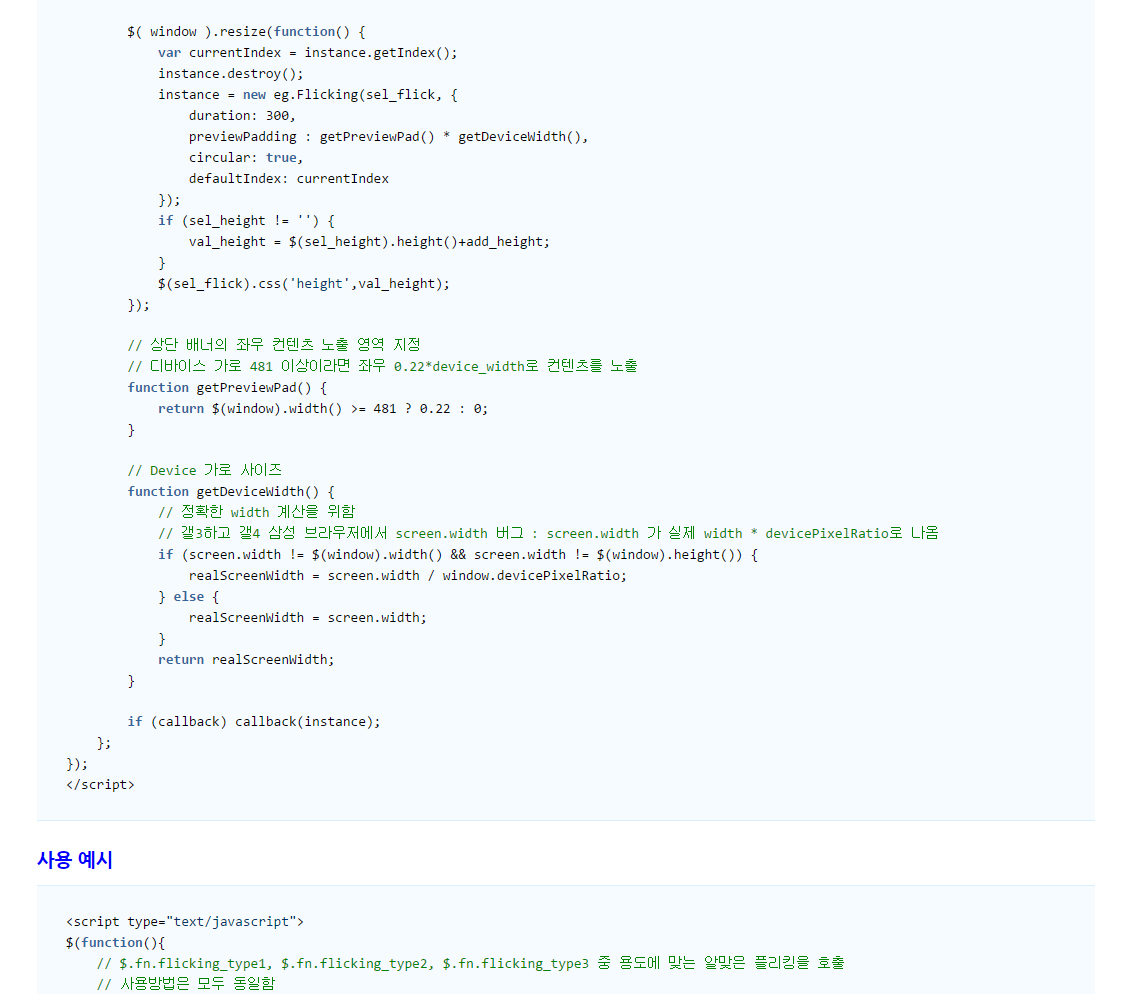 $( window ).resize(function() {
var currentIndex = instance.getIndex();
instance.destroy();
instance = new eg.Flicking(sel_flick, {
duration: 300,
previewPadding : getPreviewPad() * getDeviceWidth(),
circular: true,
defaultIndex: currentIndex
});
if (sel_height != '') {
val_height = $(sel_height).height()+add_height;
}
$(sel_flick).css('height',val_height);
});
// 상단 배너의 좌우 컨텐츠 노출 영역 지정
// 디바이스 가로 481 이상이라면 좌우 0.22*device_width로 컨텐츠를 노출
function getPreviewPad() {
return $(window).width() >= 481 ? 0.22 : 0;
}
// Device 가로 사이즈
function getDeviceWidth() {
// 정확한 width 계산을 위함
// 갤3하고 갤4 삼성 브라우저에서 screen.width 버그 : screen.width 가 실제 width * devicePixelRatio로 나옴
if (screen.width != $(window).width() && screen.width != $(window).height()) {
realScreenWidth = screen.width / window.devicePixelRatio;
} else {
realScreenWidth = screen.width;
}
return realScreenWidth;
}
if (callback) callback(instance);
};
});
</script>
사용 예시
<script type="text/javascript">
$(function(){
// $.fn.flicking_type1, $.fn.flicking_type2, $.fn.flicking_type3 중 용도에 맞는 알맞은 플리킹을 호출
// 사용방법은 모두 동일함